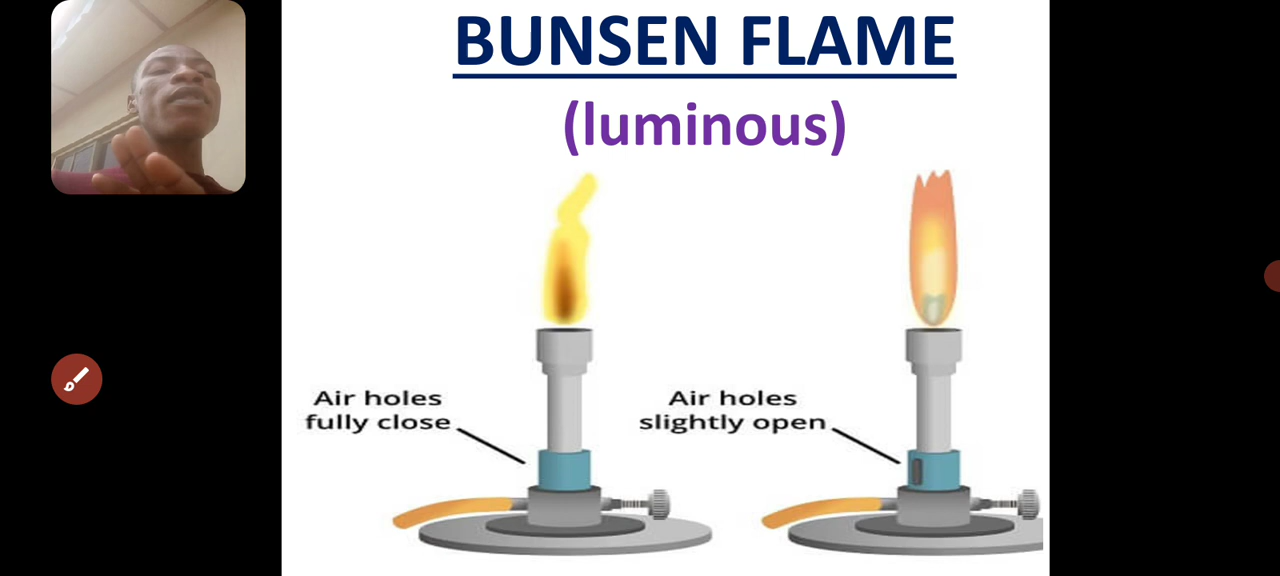 BUNSEN FLAME
(luminous)
Air holes
fully close
Air holes
slightly open